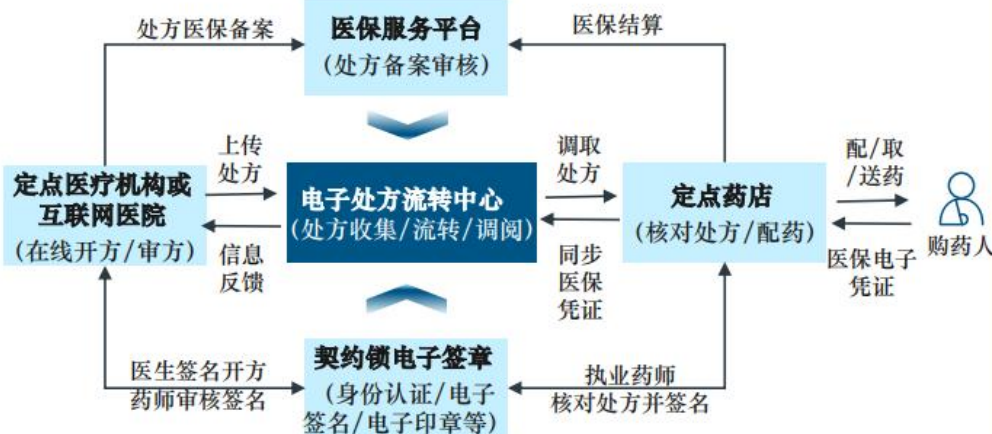 处方医保备案
医保服务平台
(处方备案审核)
医保结算
上传
处方
调取
处方
配/取
/送药
定点医疗机构或
互联网医院
(在线开方/审方)
电子处方流转中心
(处方收集/流转/调阅)
定点药店
(核对处方/配药)
购药人
信息
反馈
同步
医保
凭证
医保电子
凭证
医生签名开方
药师审核签名
契约锁电子签章
(身份认证/电子
签名/电子印章等)
执业药师
核对处方并签名